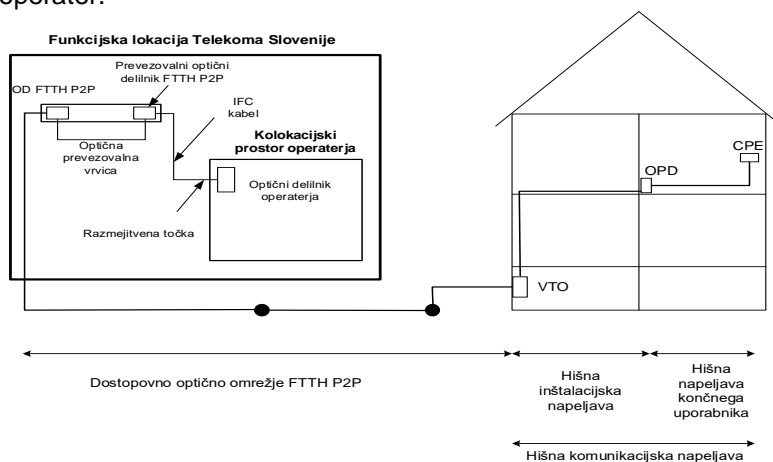 operater.
Funkcijska lokacija Telekoma Slovenije
Prevezovalni optični
delilnik FTTH P2P
OD FTTH P2P
IFC
kabel
Optična
prevezovalna
vrvica
Kolokacijski
prostor operaterja
Optični delilnik
operaterja
Razmejitvena točka
CPE
OPD
VTO
Dostopovno optično omrežje FTTH P2P
Hišna
inštalacijska
napeljava
Hišna
napeljava
končnega
uporabnika
Hišna komunikacijska napeljava